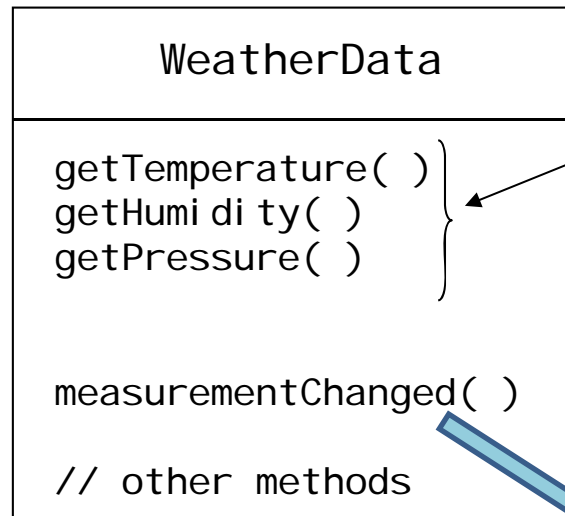 WeatherData
getTemperature( )
getHumidity( )
getPressure( )
measurementChanged( )
// other methods